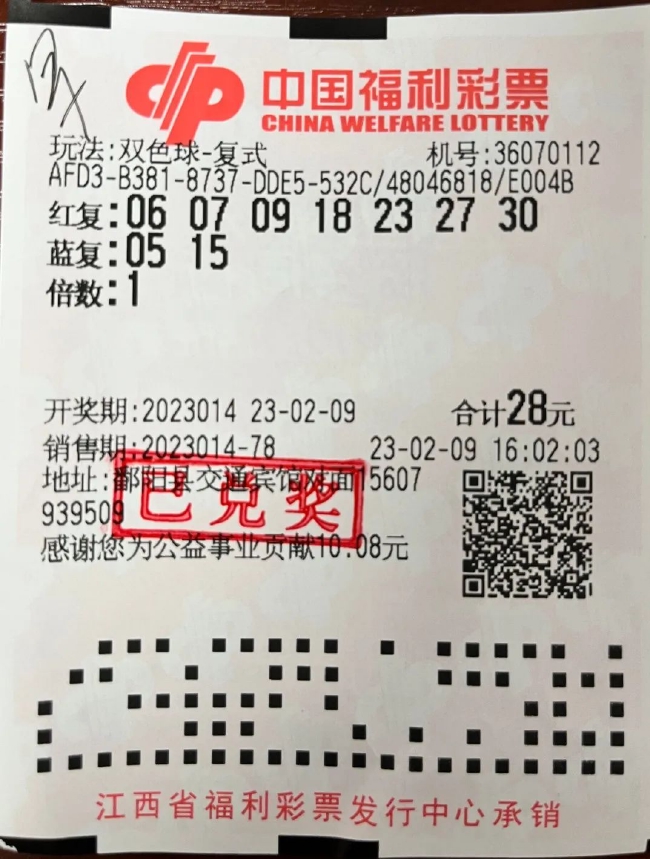 中国福利彩票
CHINA WELFARE LOTTERY
玩法:双色球-复式 机号:36070112
AFD3-B381-8737-DDE5-532C/48046818/E004B
红复:06 07 09 18 23 27 30
蓝复:05 15
倍数:1
开奖期:2023014 23-02-09 合计28元
销售期:2023014-78 23-02-09 16:02:03
地址:鄱阳县交通宾馆对面15607
939509
已兑奖
感谢您为公益事业贡献10.08元
江西省福利彩票发行中心承销